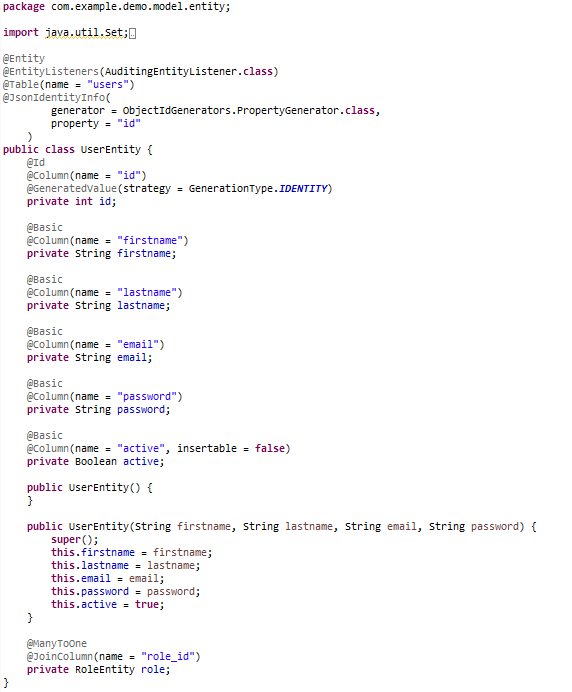 package com.example.demo.model.entity;
import java.util.Set;
@Entity
@EntityListeners(AuditingEntityListener.class)
@Table(name = "users")
@JsonIdentityInfo(
generator = ObjectIdGenerators.PropertyGenerator.class,
property = "id"
)
public class UserEntity {
@Id
@Column(name = "id")
@GeneratedValue(strategy = GenerationType.IDENTITY)
private int id;
@Basic
@Column(name = "firstname")
private String firstname;
@Basic
@Column(name = "lastname")
private String lastname;
@Basic
@Column(name = "email")
private String email;
@Basic
@Column(name = "password")
private String password;
@Basic
@Column(name = "active", insertable = false)
private Boolean active;
public UserEntity() {
}
public UserEntity(String firstname, String lastname, String email, String password) {
super();
this.firstname = firstname;
this.lastname = lastname;
this.email = email;
this.password = password;
this.active = true;
}
@ManyToOne
@JoinColumn(name = "role_id")
private RoleEntity role;
}